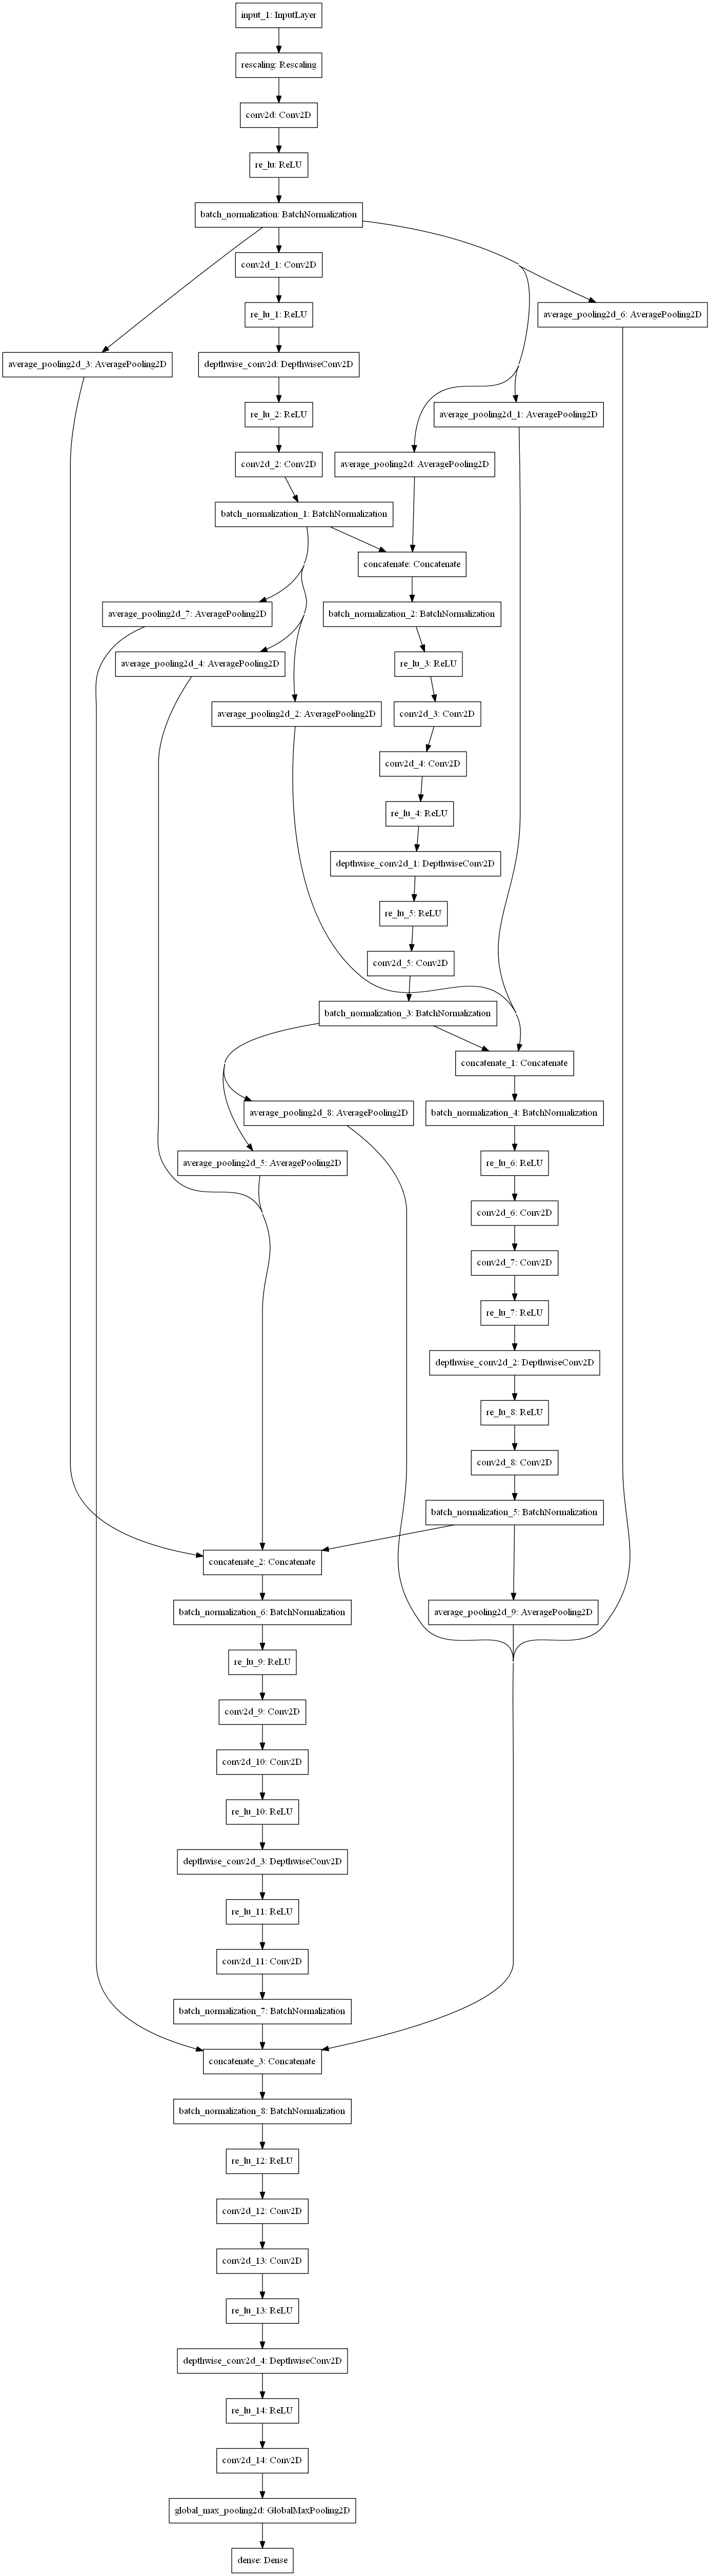 input_1: InputLayer
rescaling: Rescaling
conv2d: Conv2D
re_lu: ReLU
batch_normalization: BatchNormalization
conv2d_1: Conv2D
re_lu_1: ReLU
average_pooling2d_6: AveragePooling2D
average_pooling2d_3: AveragePooling2D
depthwise_conv2d: DepthwiseConv2D
re_lu_2: ReLU
average_pooling2d_1: AveragePooling2D
conv2d_2: Conv2D
average_pooling2d: AveragePooling2D
batch_normalization_1: BatchNormalization
concatenate: Concatenate
average_pooling2d_7: AveragePooling2D
batch_normalization_2: BatchNormalization
average_pooling2d_4: AveragePooling2D
re_lu_3: ReLU
average_pooling2d_2: AveragePooling2D
conv2d_3: Conv2D
conv2d_4: Conv2D
re_lu_4: ReLU
depthwise_conv2d_1: DepthwiseConv2D
re_lu_5: ReLU
conv2d_5: Conv2D
batch_normalization_3: BatchNormalization
concatenate_1: Concatenate
average_pooling2d_8: AveragePooling2D
batch_normalization_4: BatchNormalization
average_pooling2d_5: AveragePooling2D
re_lu_6: ReLU
conv2d_6: Conv2D
conv2d_7: Conv2D
re_lu_7: ReLU
depthwise_conv2d_2: DepthwiseConv2D
re_lu_8: ReLU
conv2d_8: Conv2D
batch_normalization_5: BatchNormalization
concatenate_2: Concatenate
batch_normalization_6: BatchNormalization
average_pooling2d_9: AveragePooling2D
re_lu_9: ReLU
conv2d_9: Conv2D
conv2d_10: Conv2D
re_lu_10: ReLU
depthwise_conv2d_3: DepthwiseConv2D
re_lu_11: ReLU
conv2d_11: Conv2D
batch_normalization_7: BatchNormalization
concatenate_3: Concatenate
batch_normalization_8: BatchNormalization
re_lu_12: ReLU
conv2d_12: Conv2D
conv2d_13: Conv2D
re_lu_13: ReLU
depthwise_conv2d_4: DepthwiseConv2D
re_lu_14: ReLU
conv2d_14: Conv2D
global_max_pooling2d: GlobalMaxPooling2D
dense: Dense